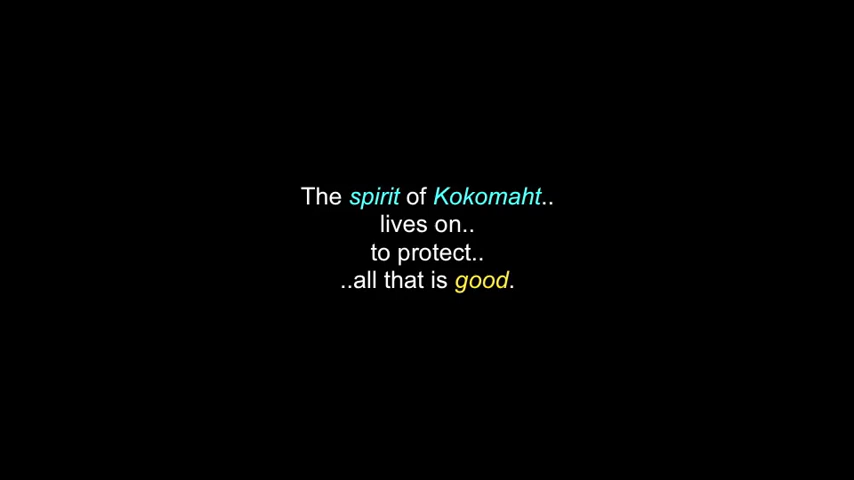 The spirit of Kokomaht..
lives on..
to protect..
..all that is good.